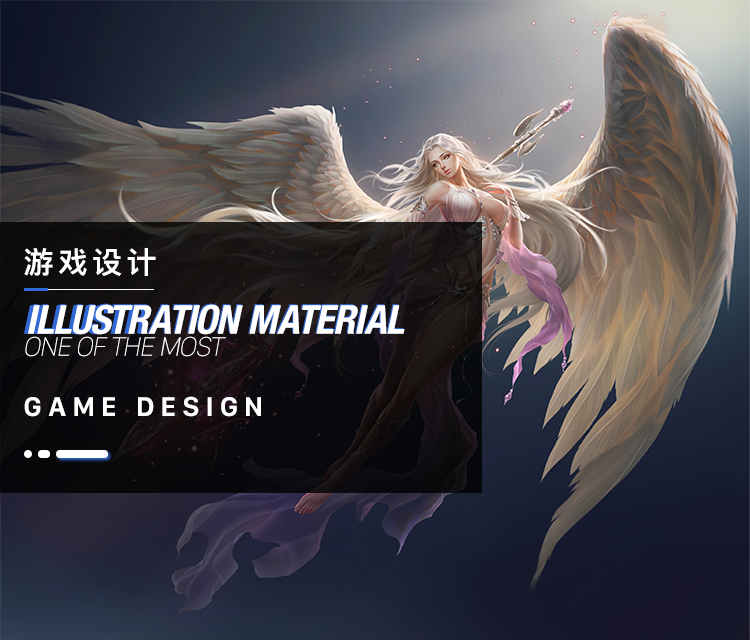 游戏设计
ILLUSTRATION MATERIAL
ONE OF THE MOST
GAME DESIGN